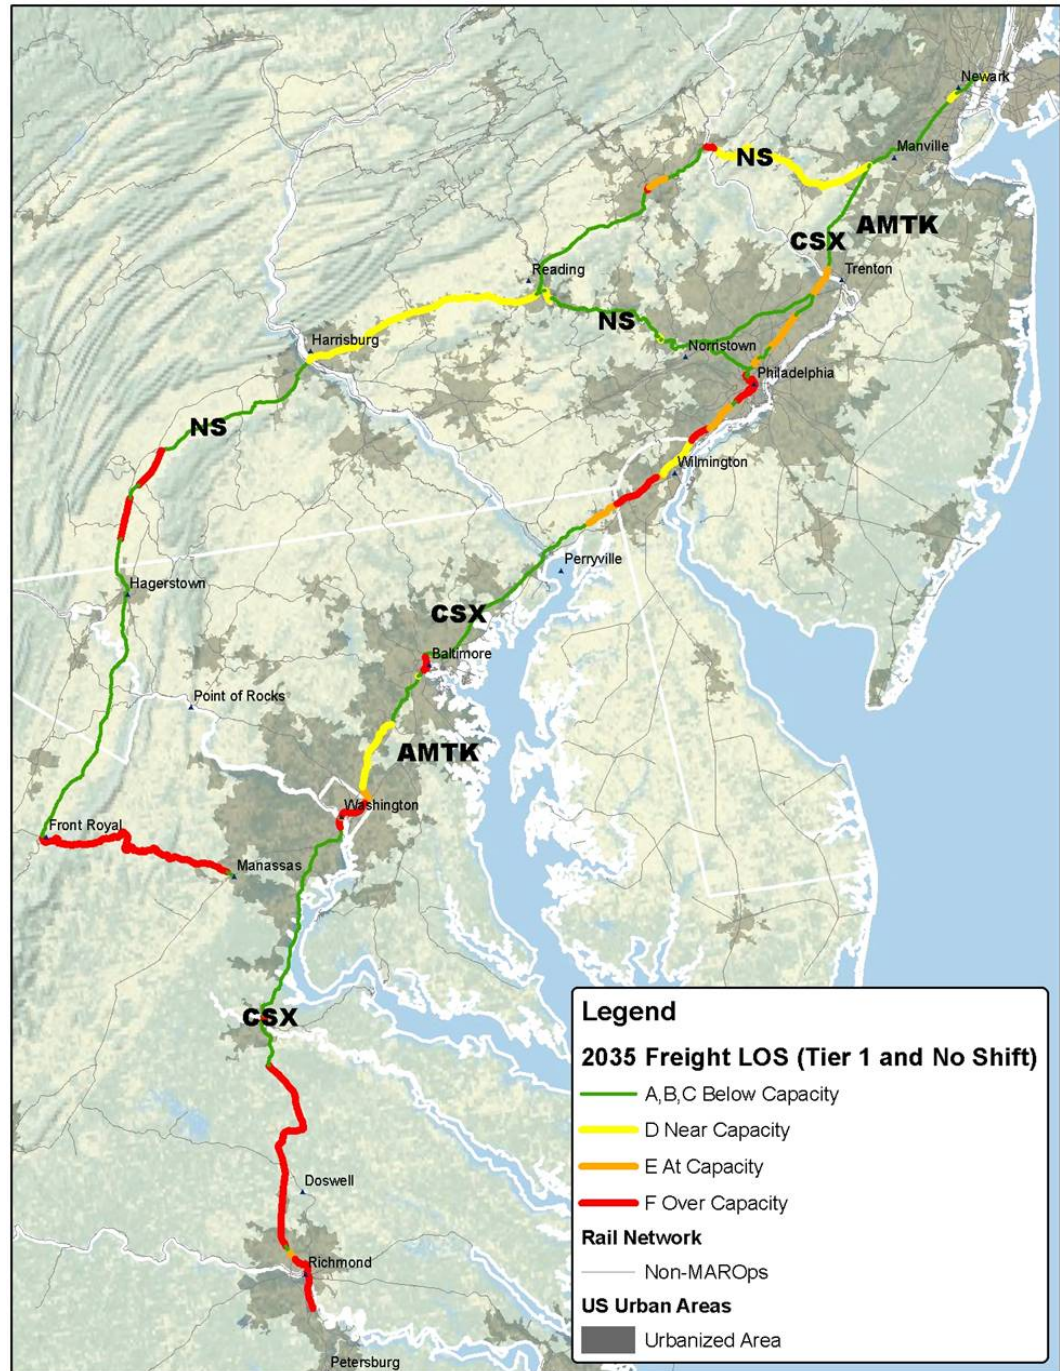 Newark
Manville
NS
AMTK
CSX
Trenton
Reading
NS
Harrisburg
Norristown
Philadelphia
NS
Wilmington
Perryville
Hagerstown
CSX
Baltimore
Point of Rocks
AMTK
Washington
Front Royal
Manassas
CSX
Doswell
Richmond
Petersburg
Legend
2035 Freight LOS (Tier 1 and No Shift)
A,B,C Below Capacity
D Near Capacity
E At Capacity
F Over Capacity
Rail Network
Non-MAROps
US Urban Areas
Urbanized Area